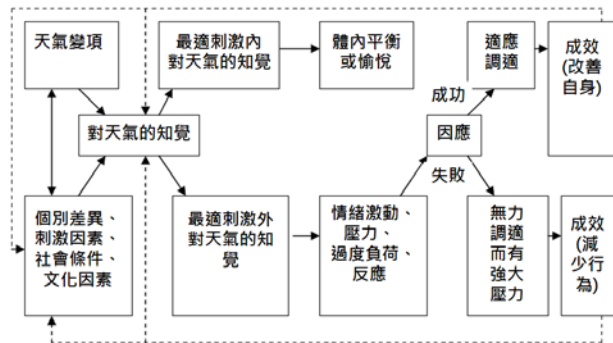 天氣變項
最適刺激內
對天氣的知覺
體內平衡
或愉悅
適應
調適
成效
(改善
自身)
成功
對天氣的知覺
因應
失敗
個別差異、
刺激因素、
社會條件、
文化因素
最適刺激外
對天氣的知
覺
情緒激動、
壓力、
過度負荷、
反應
無力
調適
而有
強大
壓力
成效
(減
少行
為)